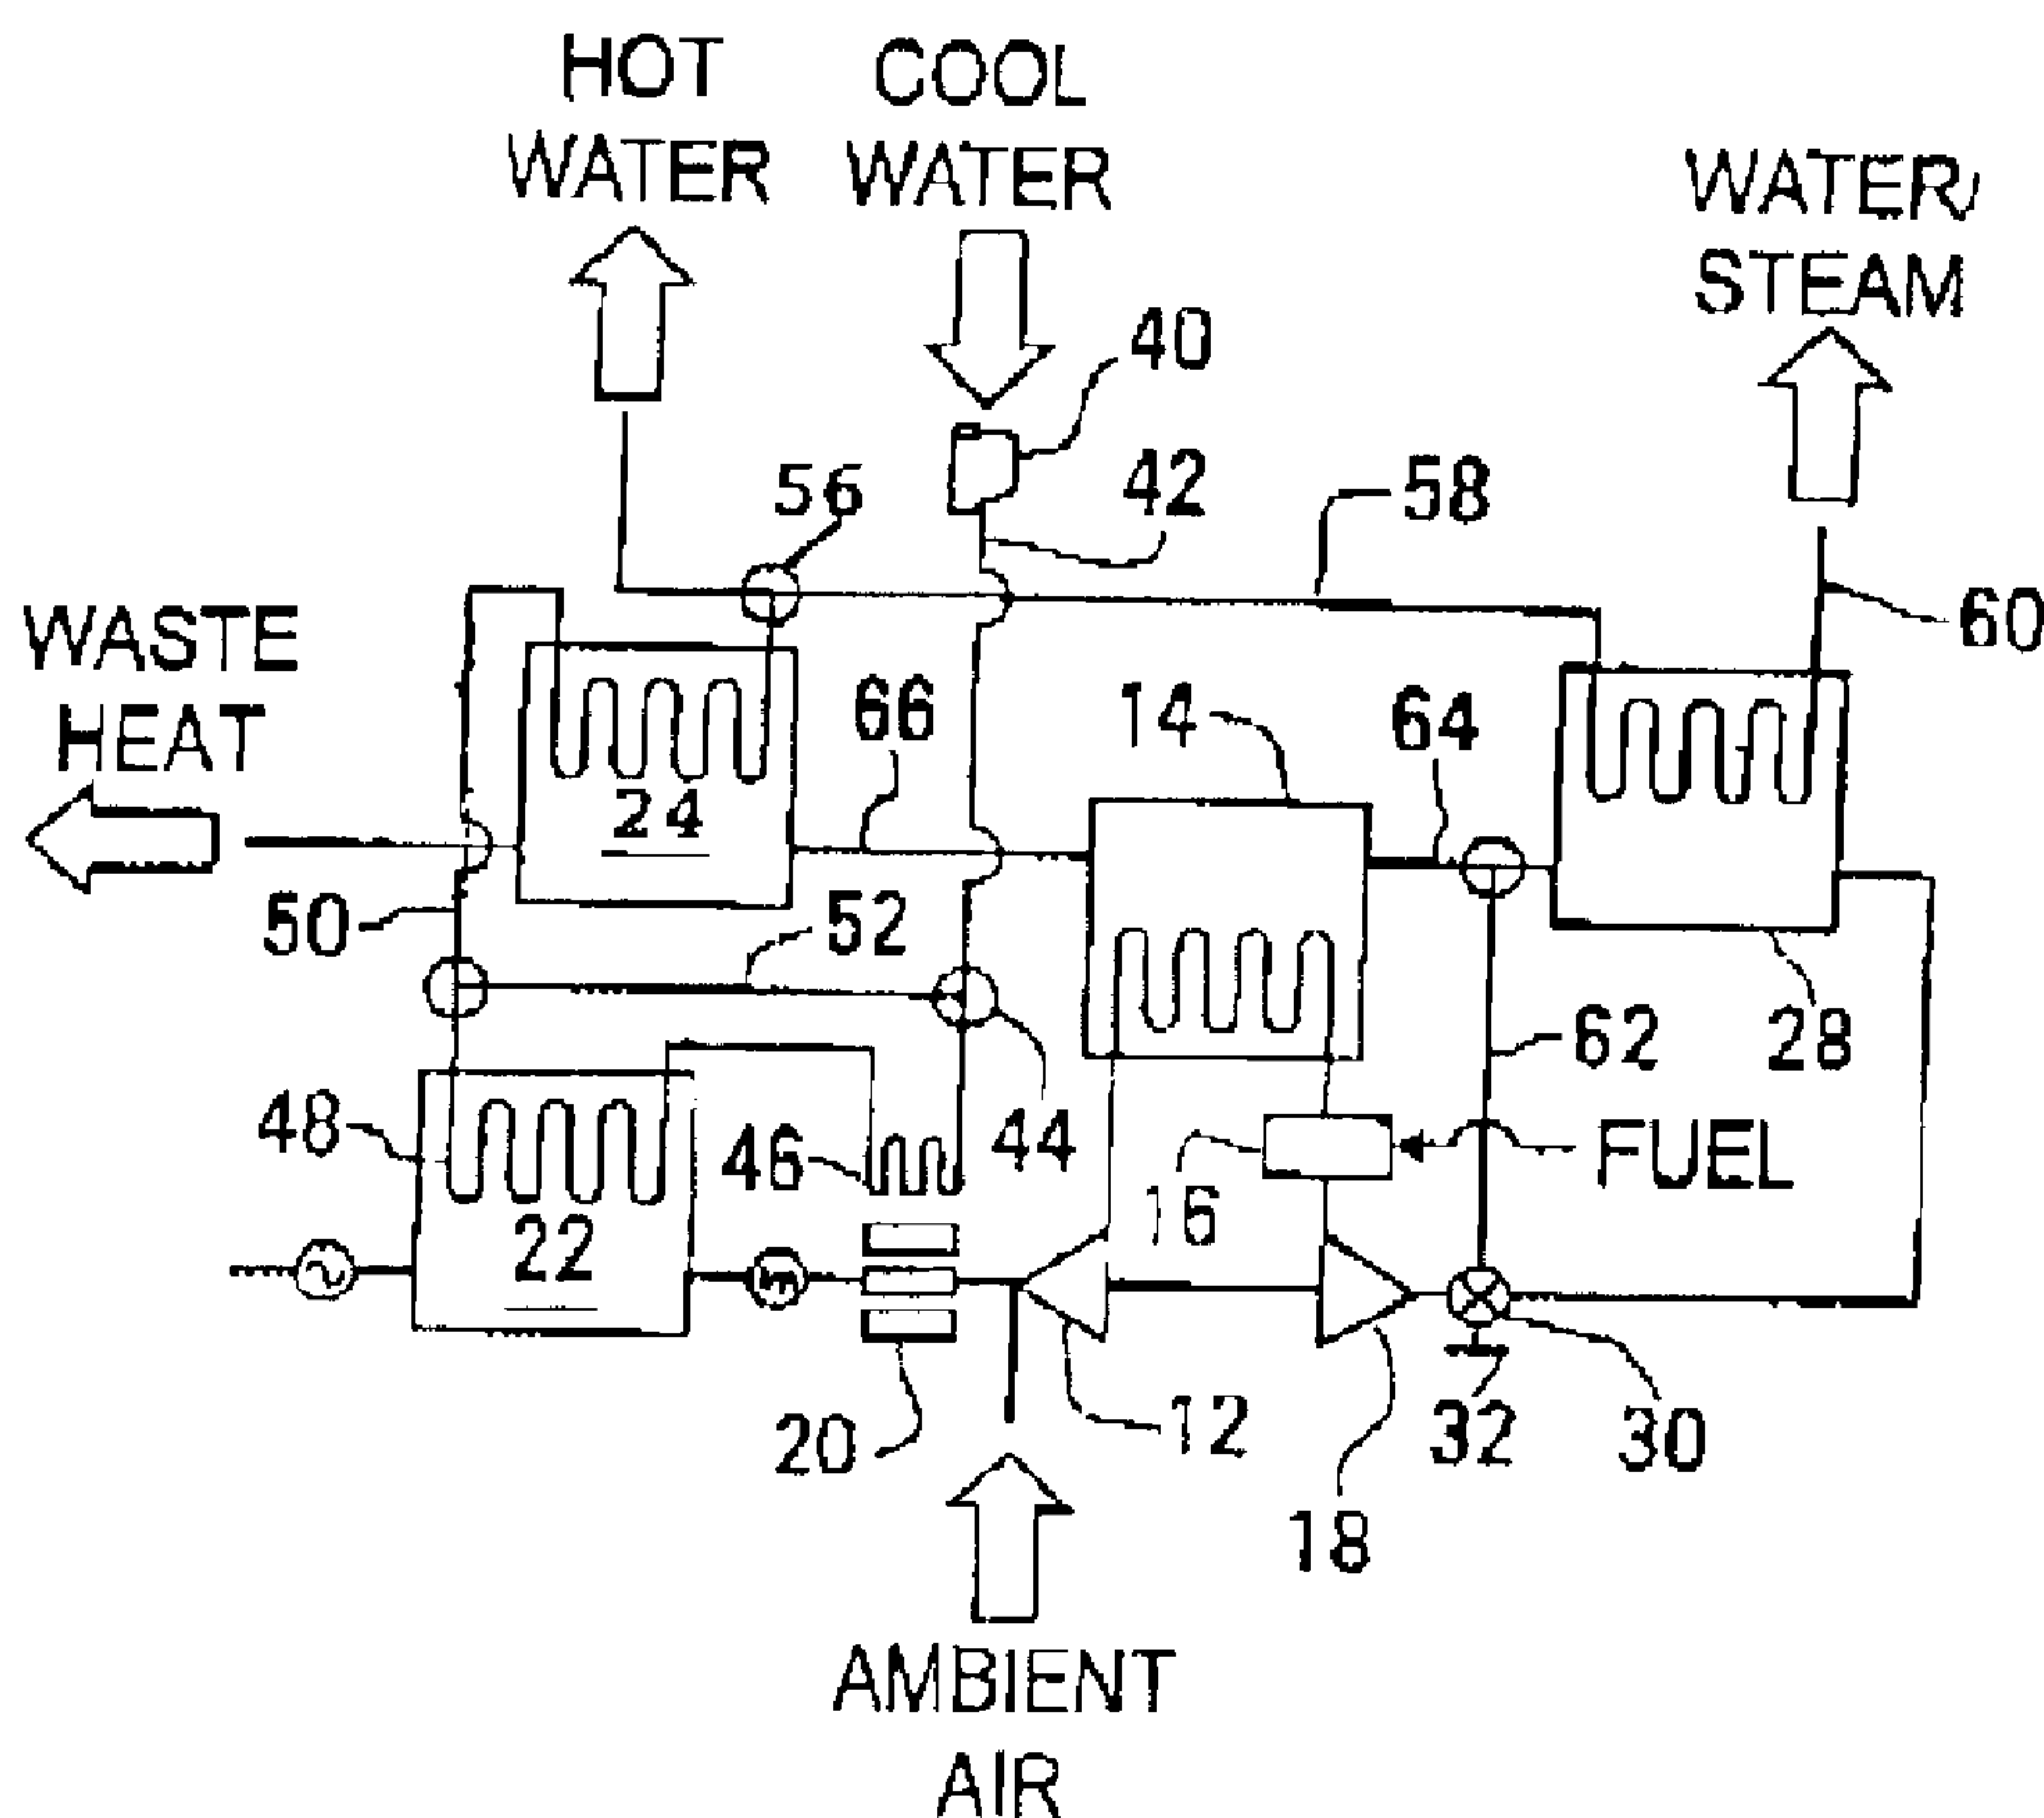 HOT
WATER
COOL
WATER
WATER/
STEAM
40
56
42
58
60
WASTE
HEAT
66
14
64
24
50
52
28
62
48
46
44
FUEL
16
22
20
12
32
30
18
AMBIENT
AIR